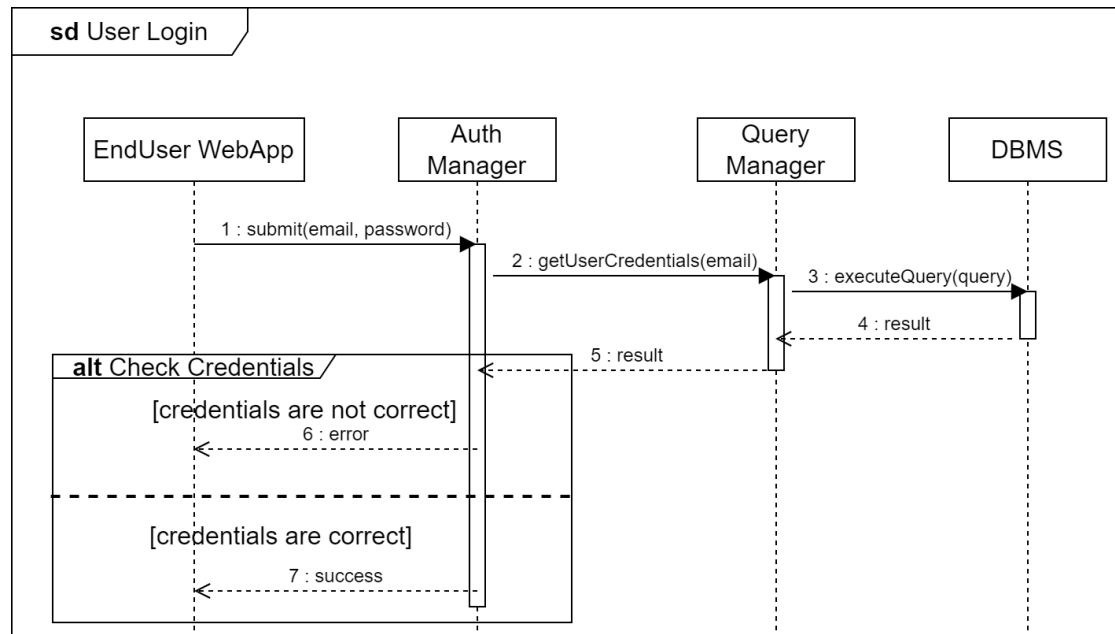 sd User Login
EndUser WebApp
Auth
Manager
Query
Manager
DBMS
1 : submit(email, password)
2 : getUserCredentials(email)
3 : executeQuery(query)
4 : result
5 : result
alt Check Credentials
[credentials are not correct]
6 : error
[credentials are correct]
7 : success